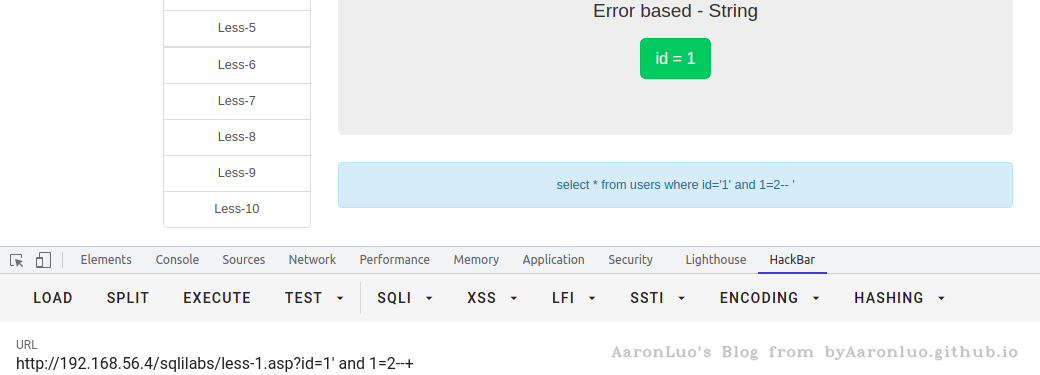 Error based - String
Less-5
id = 1
Less-6
Less-7
Less-8
Less-9
select * from users where id='1' and 1=2-- '
Less-10
Elements Console Sources Network Performance Memory Application Security Lighthouse HackBar
LOAD SPLIT EXECUTE TEST SQLI XSS LFI SSTI ENCODING HASHING
URL
http://192.168.56.4/sqlilabs/less-1.asp?id=1' and 1=2--+
AaronLuo's Blog from byAaronluo.github.io